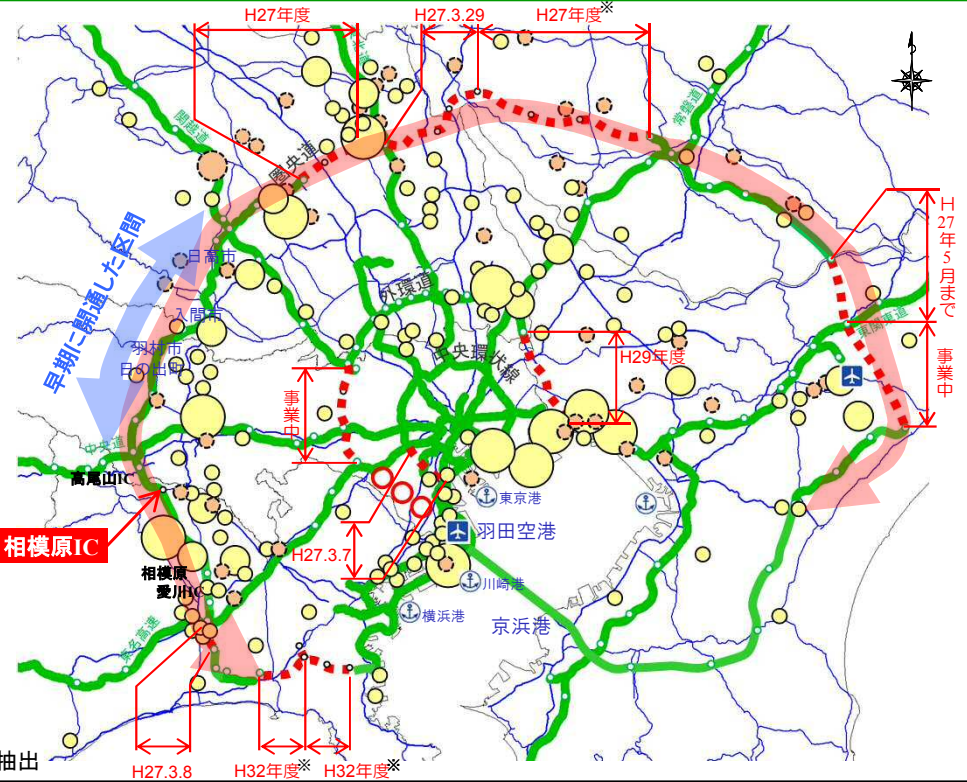 H27年度
H27.3.29
H27年度※
常磐道
関越道
圏央道
H27年5月まで
早期に開通した区間
日高市
外環道
入間市
東関東道
羽村市
中央環状線
日の出町
H29年度
事業中
事業中
中央道
高尾山IC
東京港
相模原IC
羽田空港
H27.3.7
相模原
愛川IC
川崎港
横浜港
京浜港
東名高速
抽出
H27.3.8
H32年度※
H32年度※